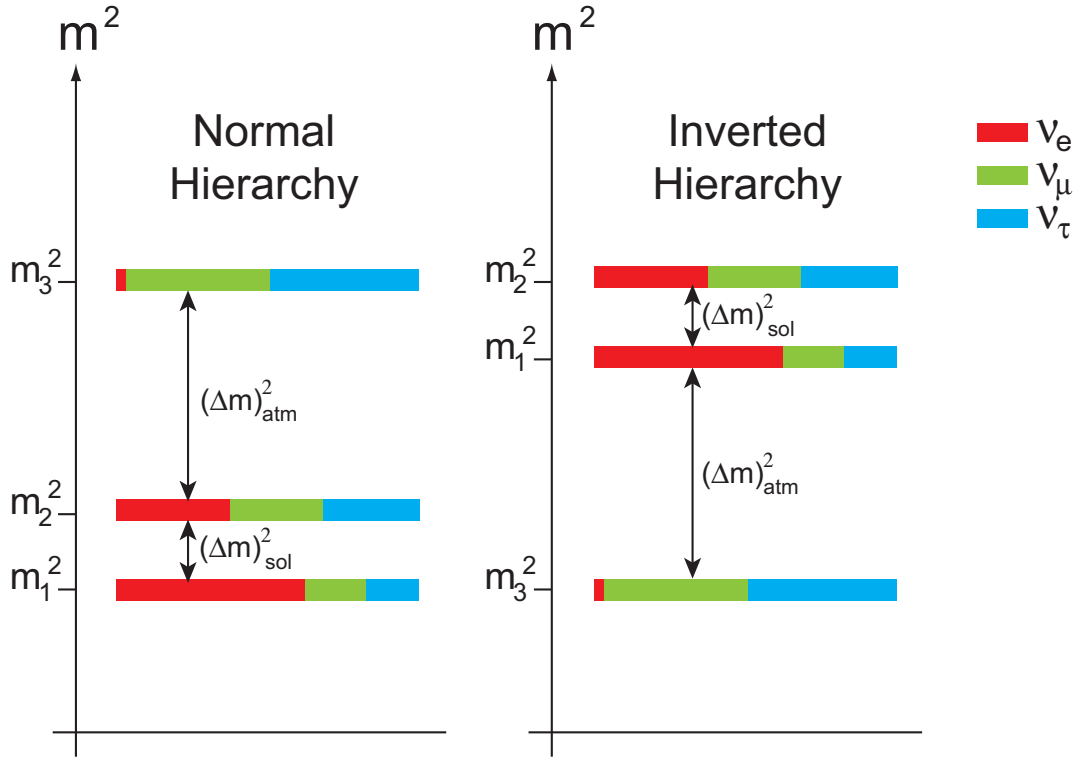 m²
Normal
Hierarchy
m₃²
(Δm)²atm
m₂²
(Δm)²sol
m₁²
m²
Inverted
Hierarchy
m₂²
(Δm)²sol
m₁²
(Δm)²atm
m₃²
νe
νμ
ντ